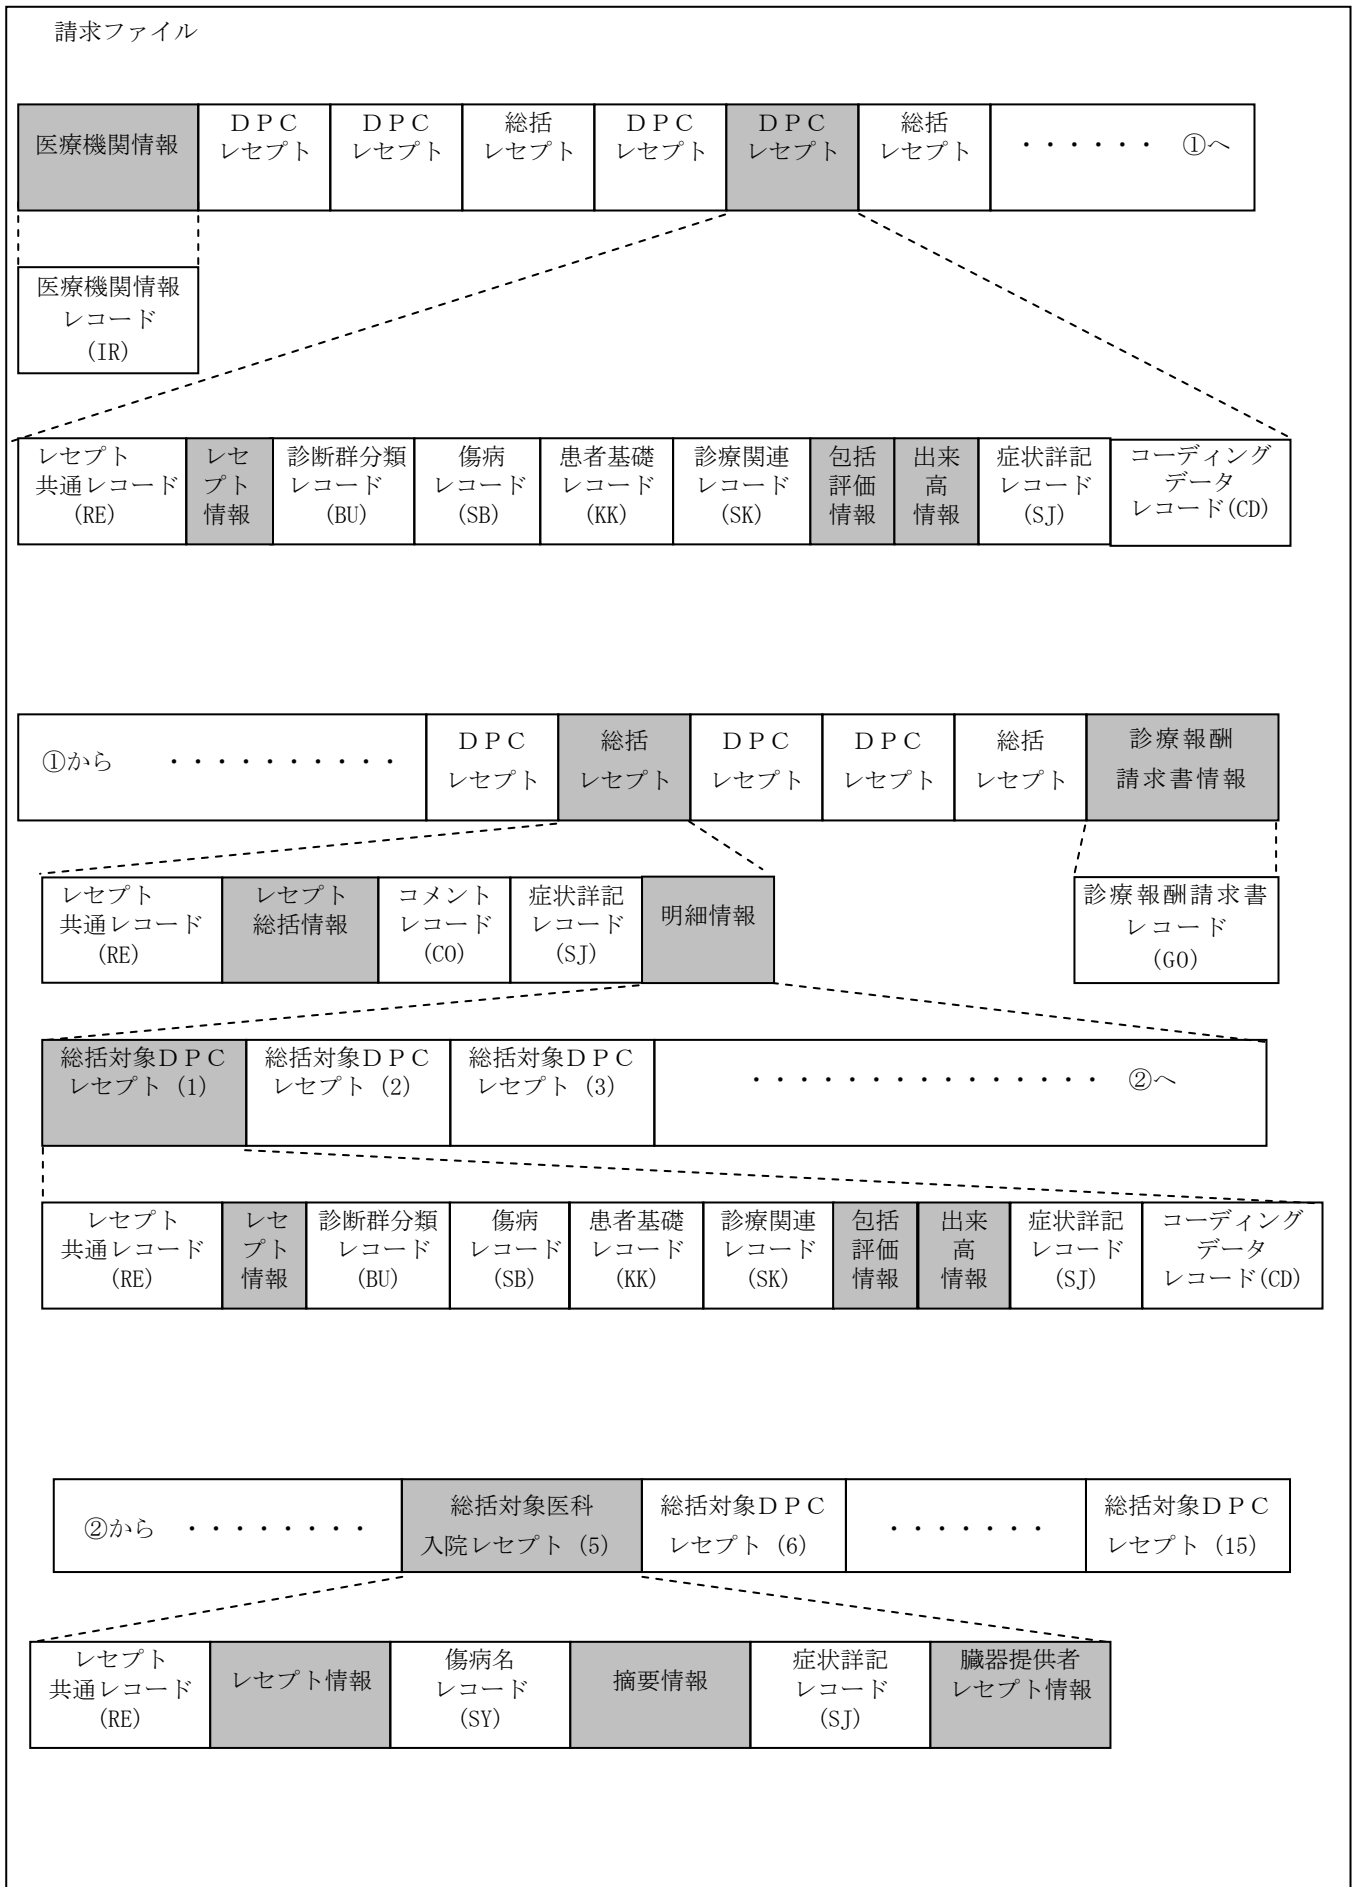 請求ファイル
医療機関情報
ＤＰＣ
レセプト
ＤＰＣ
レセプト
総括
レセプト
ＤＰＣ
レセプト
ＤＰＣ
レセプト
総括
レセプト
・・・・・・ ①へ
医療機関情報
レコード
(IR)
レセプト
共通レコード
(RE)
レセ
プト
情報
診断群分類
レコード
(BU)
傷病
レコード
(SB)
患者基礎
レコード
(KK)
診療関連
レコード
(SK)
包括
評価
情報
出来
高
情報
症状詳記
レコード
(SJ)
コーディング
データ
レコード(CD)
①から ・・・・・・・・・・
ＤＰＣ
レセプト
総括
レセプト
ＤＰＣ
レセプト
ＤＰＣ
レセプト
総括
レセプト
診療報酬
請求書情報
レセプト
共通レコード
(RE)
レセプト
総括情報
コメント
レコード
(CO)
症状詳記
レコード
(SJ)
明細情報
診療報酬請求書
レコード
(GO)
総括対象ＤＰＣ
レセプト (1)
総括対象ＤＰＣ
レセプト (2)
総括対象ＤＰＣ
レセプト (3)
・・・・・・・・・・・・・・・ ②へ
レセプト
共通レコード
(RE)
レセ
プト
情報
診断群分類
レコード
(BU)
傷病
レコード
(SB)
患者基礎
レコード
(KK)
診療関連
レコード
(SK)
包括
評価
情報
出来
高
情報
症状詳記
レコード
(SJ)
コーディング
データ
レコード(CD)
②から ・・・・・・・・
総括対象医科
入院レセプト (5)
総括対象ＤＰＣ
レセプト (6)
・・・・・・・
総括対象ＤＰＣ
レセプト (15)
レセプト
共通レコード
(RE)
レセプト情報
傷病名
レコード
(SY)
摘要情報
症状詳記
レコード
(SJ)
臓器提供者
レセプト情報